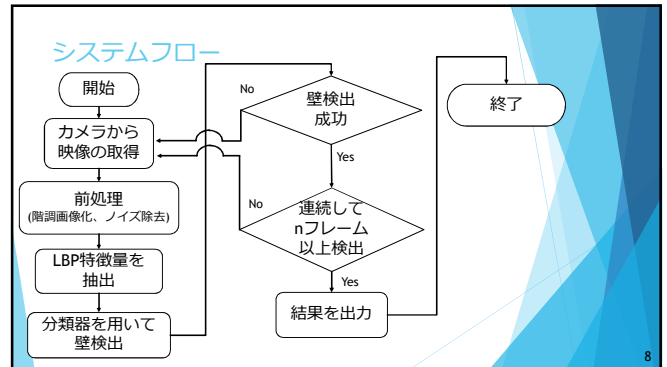 システムフロー
開始
カメラから
映像の取得
前処理
(階調画像化、ノイズ除去)
LBP特徴量を
抽出
分類器を用いて
壁検出
No
壁検出
成功
Yes
No
連続して
nフレーム
以上検出
Yes
結果を出力
終了
8